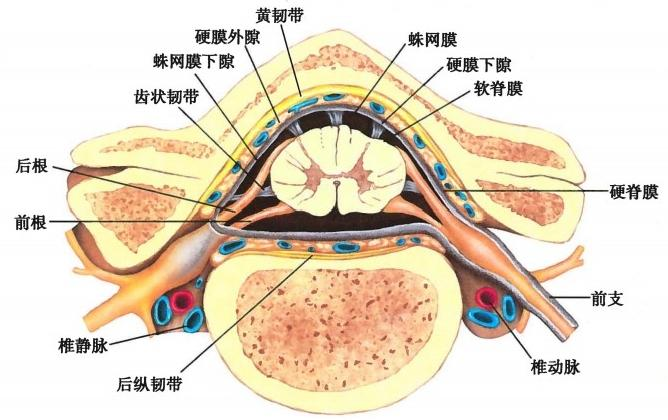 黄韧带
硬膜外隙
蛛网膜
蛛网膜下隙
硬膜下隙
齿状韧带
软脊膜
后根
硬脊膜
前根
前支
椎静脉
椎动脉
后纵韧带